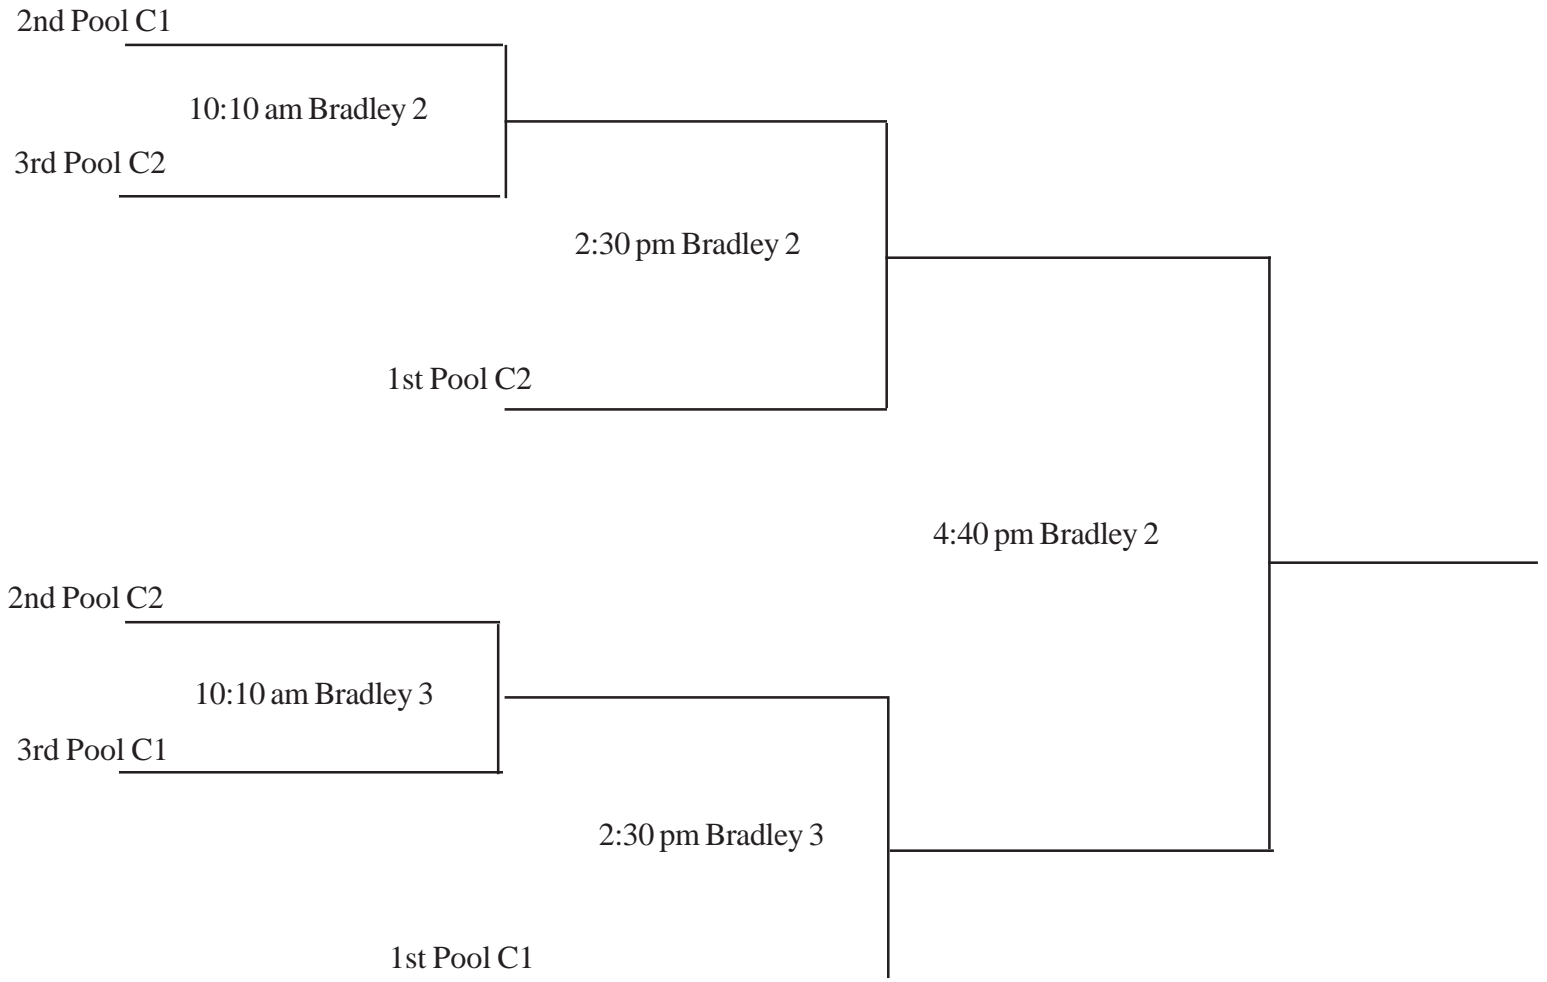 2nd Pool C1
10:10 am Bradley 2
3rd Pool C2
2:30 pm Bradley 2
1st Pool C2
4:40 pm Bradley 2
2nd Pool C2
10:10 am Bradley 3
3rd Pool C1
2:30 pm Bradley 3
1st Pool C1